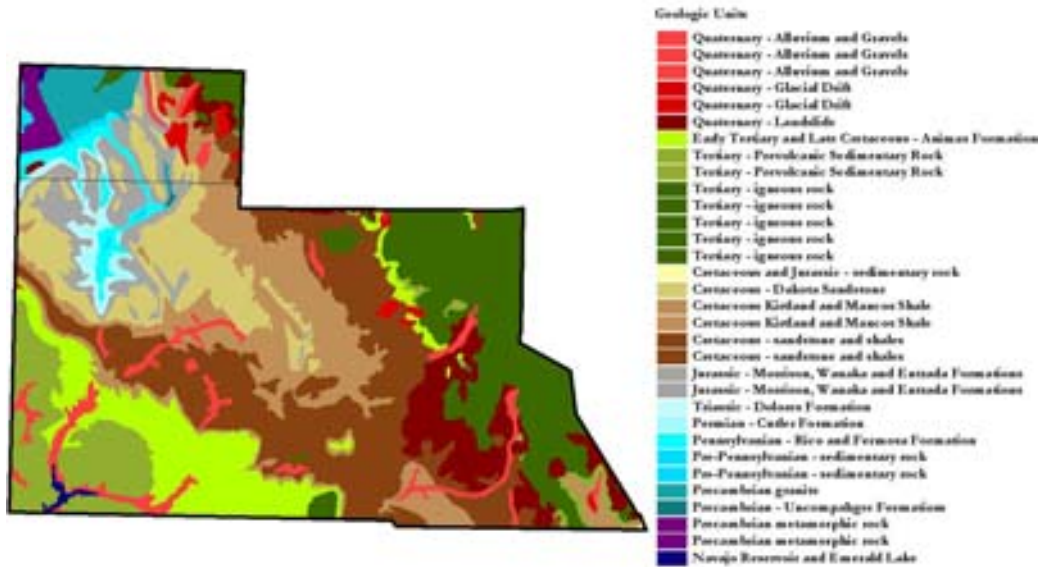 Geologic Units
Quaternary - Alluvium and Gravels
Quaternary - Alluvium and Gravels
Quaternary - Alluvium and Gravels
Quaternary - Glacial Drift
Quaternary - Glacial Drift
Quaternary - Landslide
Early Tertiary and Late Cretaceous - Animas Formation
Tertiary - Prevolcanic Sedimentary Rock
Tertiary - Prevolcanic Sedimentary Rock
Tertiary - igneous rock
Tertiary - igneous rock
Tertiary - igneous rock
Tertiary - igneous rock
Tertiary - igneous rock
Cretaceous and Jurassic - sedimentary rock
Cretaceous - Dakota Sandstone
Cretaceous Kirtland and Mancos Shale
Cretaceous Kirtland and Mancos Shale
Cretaceous - sandstone and shales
Cretaceous - sandstone and shales
Jurassic - Morrison, Wanaka and Entrada Formations
Jurassic - Morrison, Wanaka and Entrada Formations
Triassic - Dolores Formation
Permian - Cutler Formation
Pennsylvanian - Rico and Hermosa Formation
Pre-Pennsylvanian - sedimentary rock
Pre-Pennsylvanian - sedimentary rock
Precambrian granite
Precambrian - Uncompahgre Formation
Precambrian metamorphic rock
Precambrian metamorphic rock
Navajo Reservoir and Emerald Lake